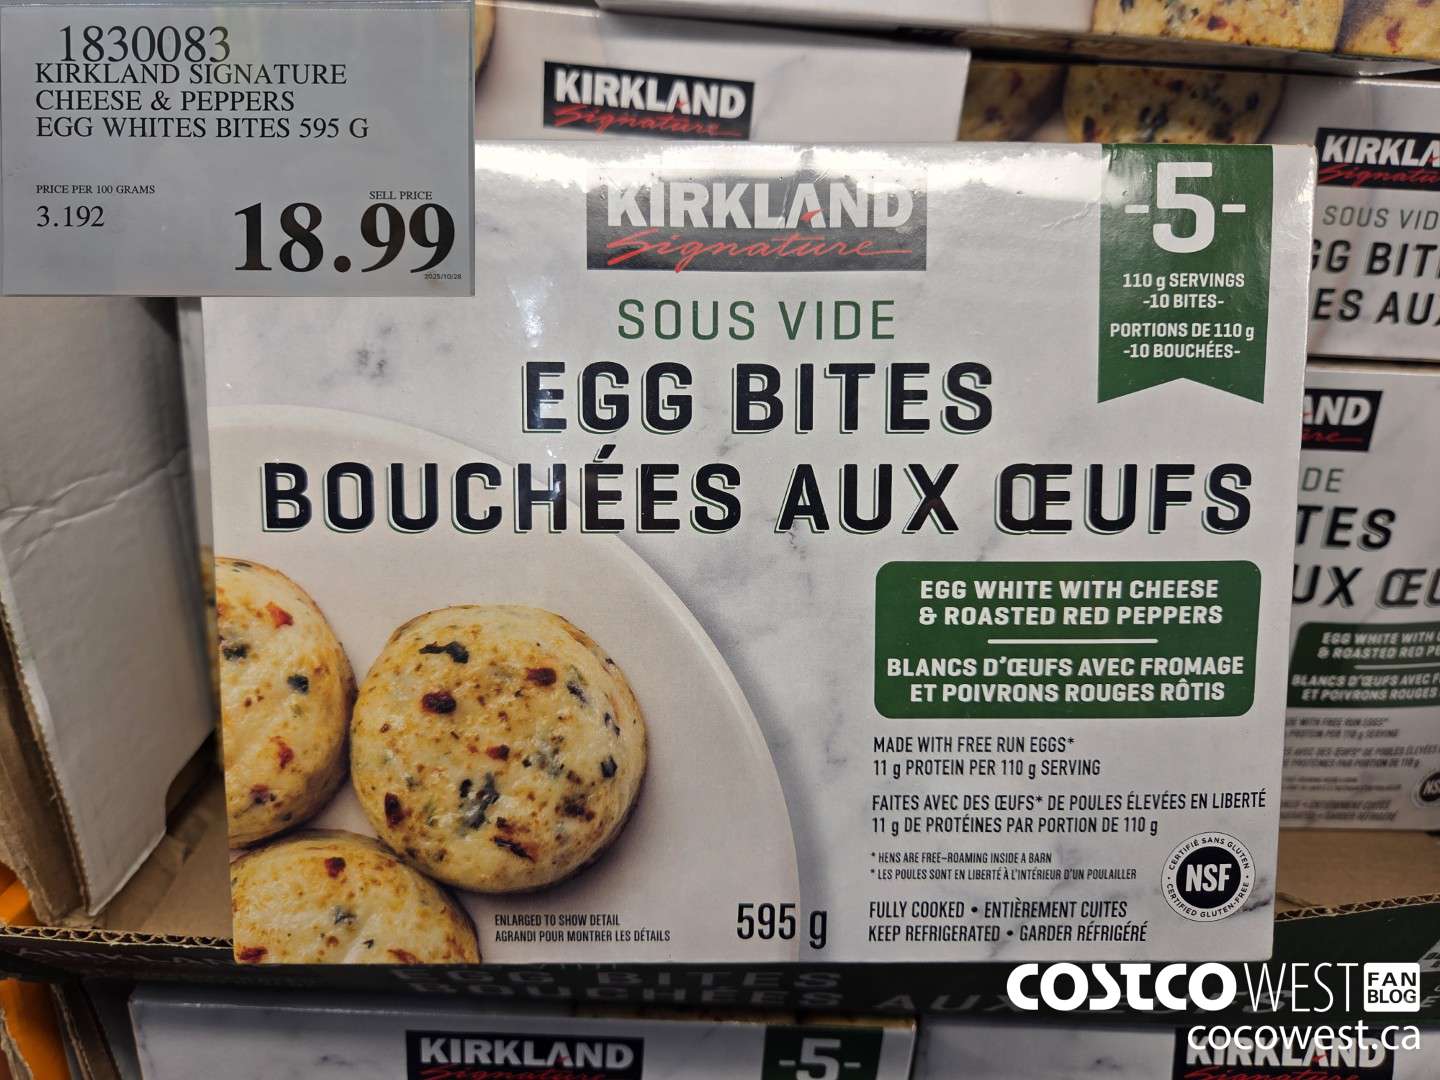 1830083
KIRKLAND SIGNATURE
CHEESE & PEPPERS
EGG WHITES BITES 595 G
PRICE PER 100 GRAMS
3.192
SELL PRICE
18.99
2025/10/28
KIRKLAND
Signature
KIRKLAND
Signature
SOUS VIDE
EGG BITES
BOUCHÉES AUX ŒUFS
-5-
110 g SERVINGS
-10 BITES-
PORTIONS DE 110 g
-10 BOUCHÉES-
EGG WHITE WITH CHEESE
& ROASTED RED PEPPERS
BLANCS D'ŒUFS AVEC FROMAGE
ET POIVRONS ROUGES RÔTIS
MADE WITH FREE RUN EGGS*
11 g PROTEIN PER 110 g SERVING
FAITES AVEC DES ŒUFS* DE POULES ÉLEVÉES EN LIBERTÉ
11 g DE PROTÉINES PAR PORTION DE 110 g
* HENS ARE FREE-ROAMING INSIDE A BARN
* LES POULES SONT EN LIBERTÉ À L'INTÉRIEUR D'UN POULAILLER
CERTIFIÉ SANS GLUTEN
NSF
CERTIFIED GLUTEN-FREE
FULLY COOKED • ENTIÈREMENT CUITES
KEEP REFRIGERATED • GARDER RÉFRIGÉRÉ
ENLARGED TO SHOW DETAIL
AGRANDI POUR MONTRER LES DÉTAILS
595 g
KIRKLA
Signatu
SOUS VID
GG BIT
ES AU
AND
DE
TES
UX ŒU
EGG WHITE WITH
& ROASTED RED PE
BLANCS D'ŒUFS AVEC F
ET POIVRONS ROUGES
KIRKLAND
EGG BITES
BOUCHÉES AUX
KIRKLAND
Signature
-5-
KIRKLAND
COSTCO WEST FAN BLOG
cocowest.ca